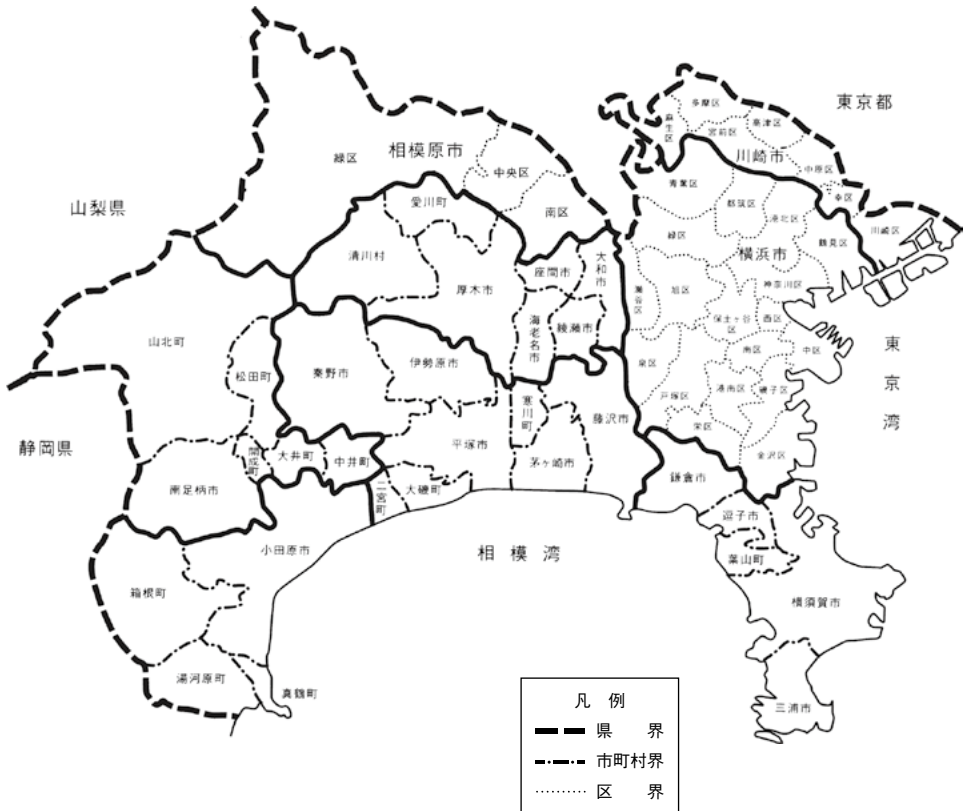 東京都
多摩区
麻生区
宮前区
高津区
川崎市
中原区
幸区
川崎区
相模原市
緑区
中央区
南区
山梨県
愛川町
清川村
厚木市
座間市
大和市
海老名市
綾瀬市
青葉区
都筑区
港北区
鶴見区
緑区
横浜市
神奈川区
瀬谷区
旭区
保土ヶ谷区
西区
南区
中区
泉区
戸塚区
港南区
磯子区
栄区
金沢区
東京湾
山北町
松田町
秦野市
伊勢原市
寒川町
藤沢市
静岡県
開成町
大井町
中井町
平塚市
茅ヶ崎市
南足柄市
二宮町
大磯町
鎌倉市
逗子市
葉山町
小田原市
相模湾
箱根町
横須賀市
湯河原町
真鶴町
三浦市
凡 例
県 界
市町村界
区 界